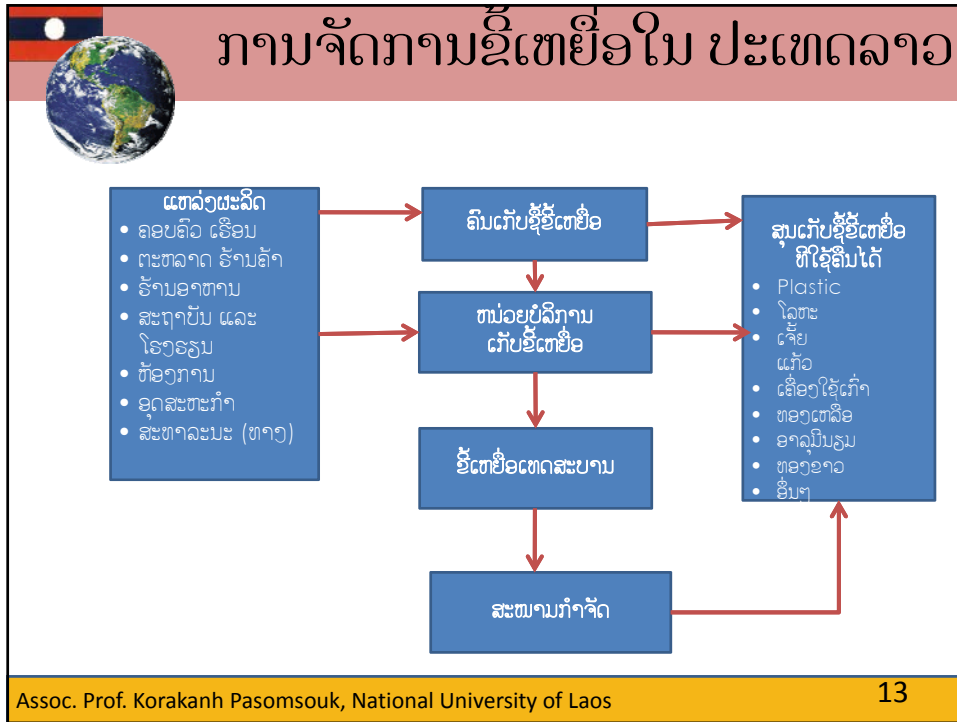 ການຈັດການຂີ້ເຫຍື່ອໃນ ປະເທດລາວ
ແຫລ່ງຜະລິດ
• ຄອບຄົວ ເຮືອນ
• ຕະຫລາດ ຮ້ານຄ້າ
• ຮ້ານອາຫານ
• ສະຖາບັນ ແລະ
ໂຮງຮຽນ
• ຫ້ອງການ
• ອຸດສະຫະກຳ
• ສະທາລະນະ (ທາງ)
ຄົນເກັບຊື້ຂີ້ເຫຍື່ອ
ຫນ່ວຍບໍລິການ
ເກັບຂີ້ເຫຍື່ອ
ຂີ້ເຫຍື່ອເທດສະບານ
ສະໜາມກຳຈັດ
ສຸນເກັບຊື້ຂີ້ເຫຍື່ອ
ທີ່ໃຊ້ຄືນໄດ້
• Plastic
• ໂລຫະ
• ເຈັ້ຍ
ແກ້ວ
• ເຄື່ອງໃຊ້ເກົ່າ
• ທອງເຫລືອ
• ອາລຸມີນຽມ
• ທອງຂາວ
• ອື່ນໆ
Assoc. Prof. Korakanh Pasomsouk, National University of Laos
13